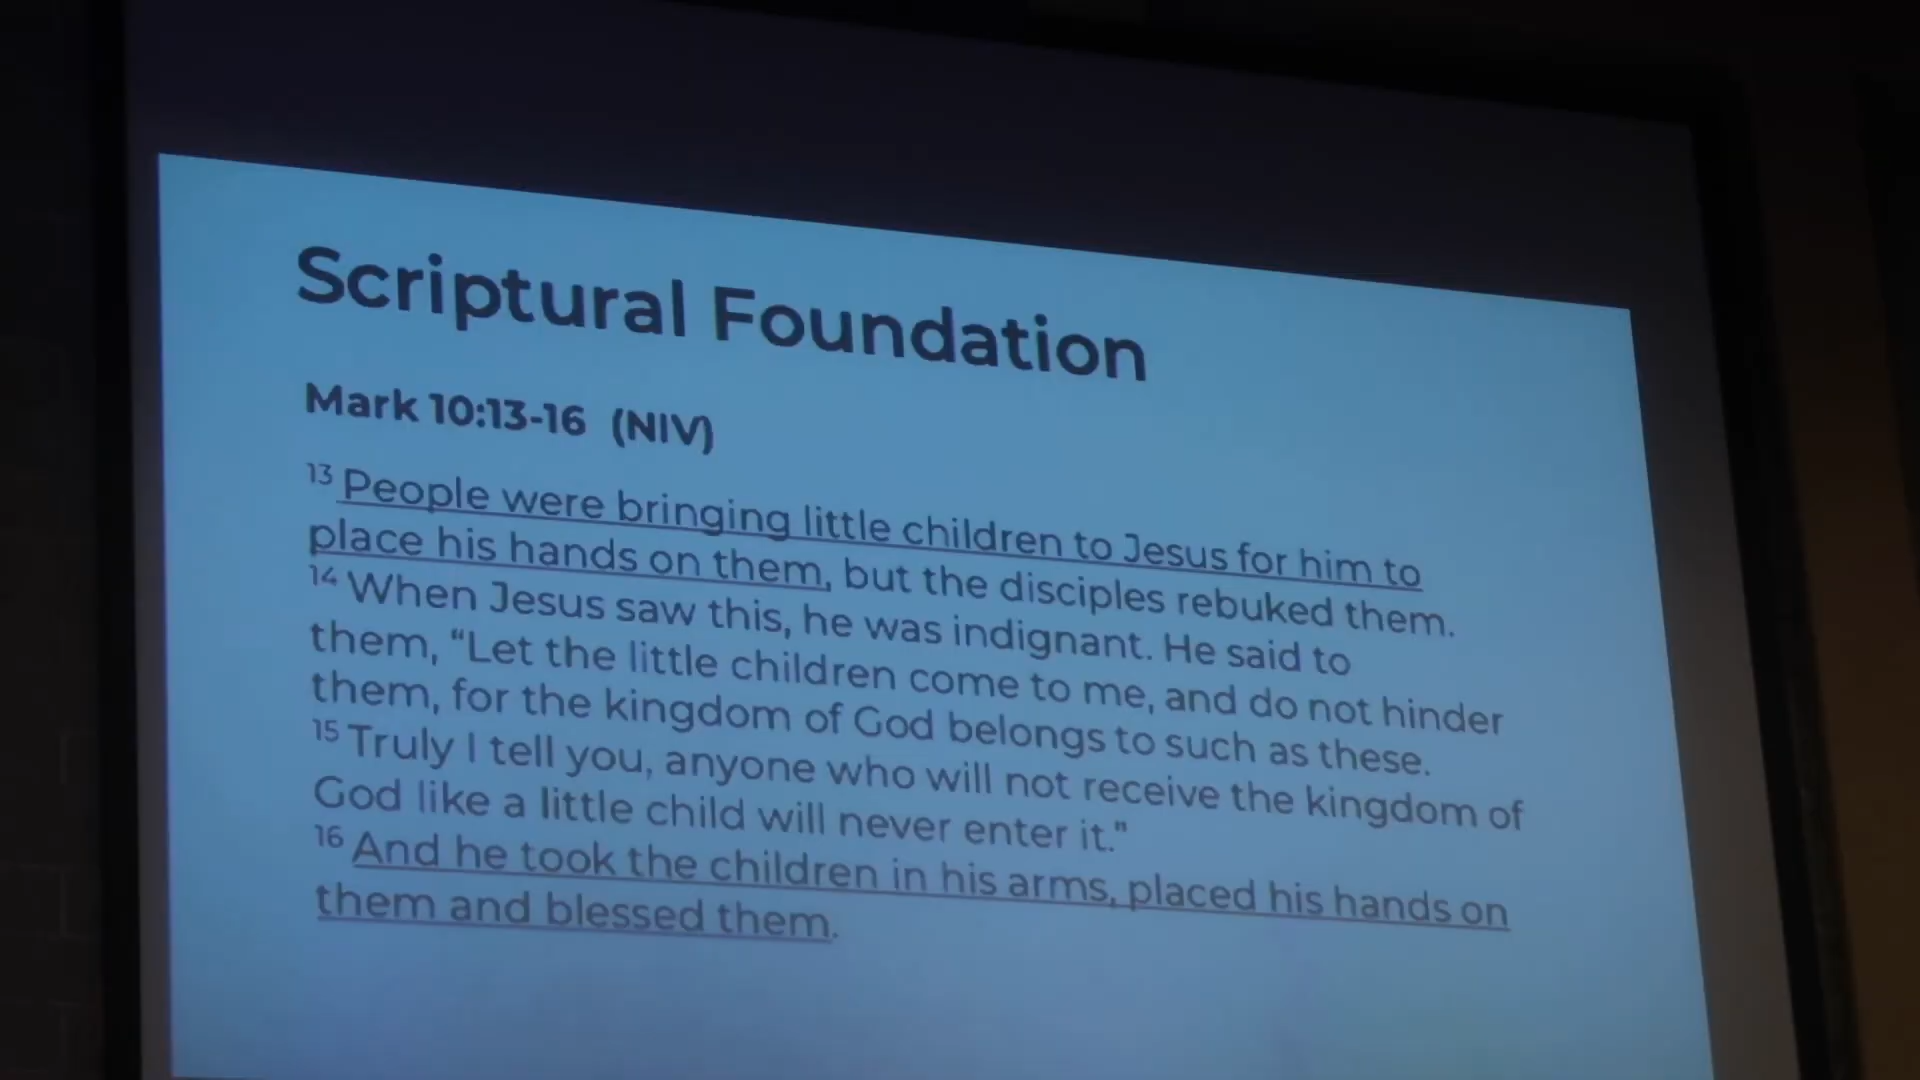 Scriptural Foundation
Mark 10:13-16 (NIV)
13 People were bringing little children to Jesus for him to
place his hands on them, but the disciples rebuked them.
14 When Jesus saw this, he was indignant. He said to
them, “Let the little children come to me, and do not hinder
them, for the kingdom of God belongs to such as these.
15 Truly I tell you, anyone who will not receive the kingdom of
God like a little child will never enter it."
16 And he took the children in his arms, placed his hands on
them and blessed them.